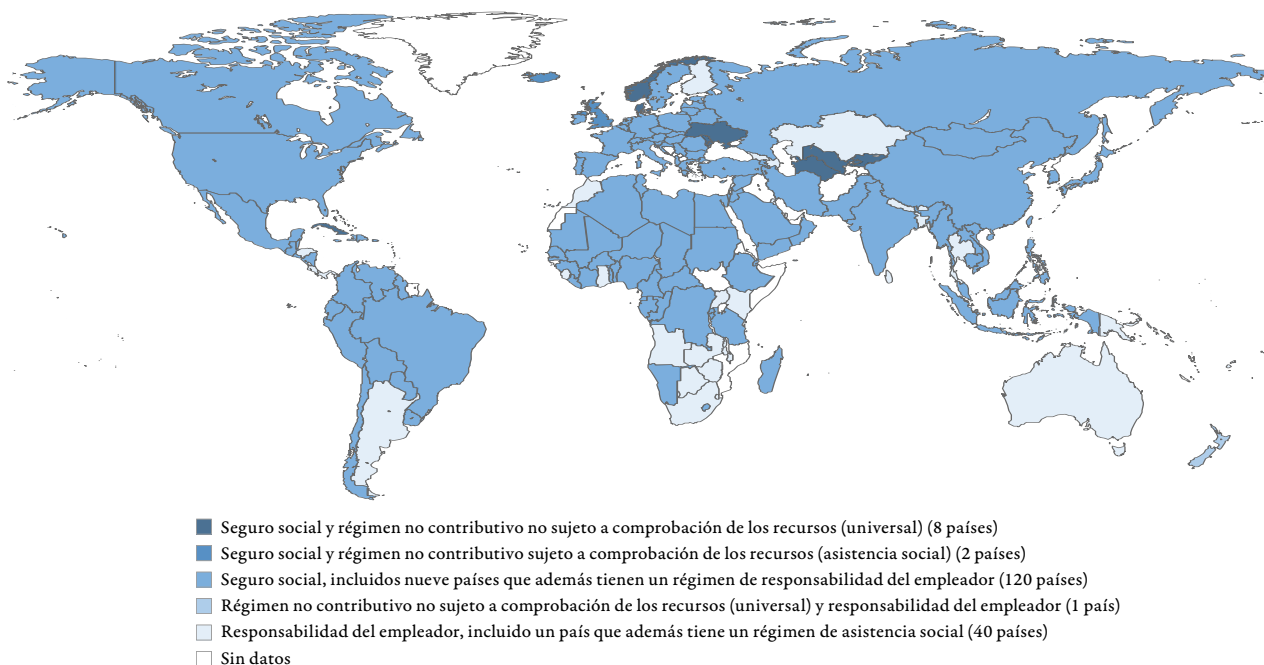 Seguro social y régimen no contributivo no sujeto a comprobación de los recursos (universal) (8 países)
Seguro social y régimen no contributivo sujeto a comprobación de los recursos (asistencia social) (2 países)
Seguro social, incluidos nueve países que además tienen un régimen de responsabilidad del empleador (120 países)
Régimen no contributivo no sujeto a comprobación de los recursos (universal) y responsabilidad del empleador (1 país)
Responsabilidad del empleador, incluido un país que además tiene un régimen de asistencia social (40 países)
Sin datos